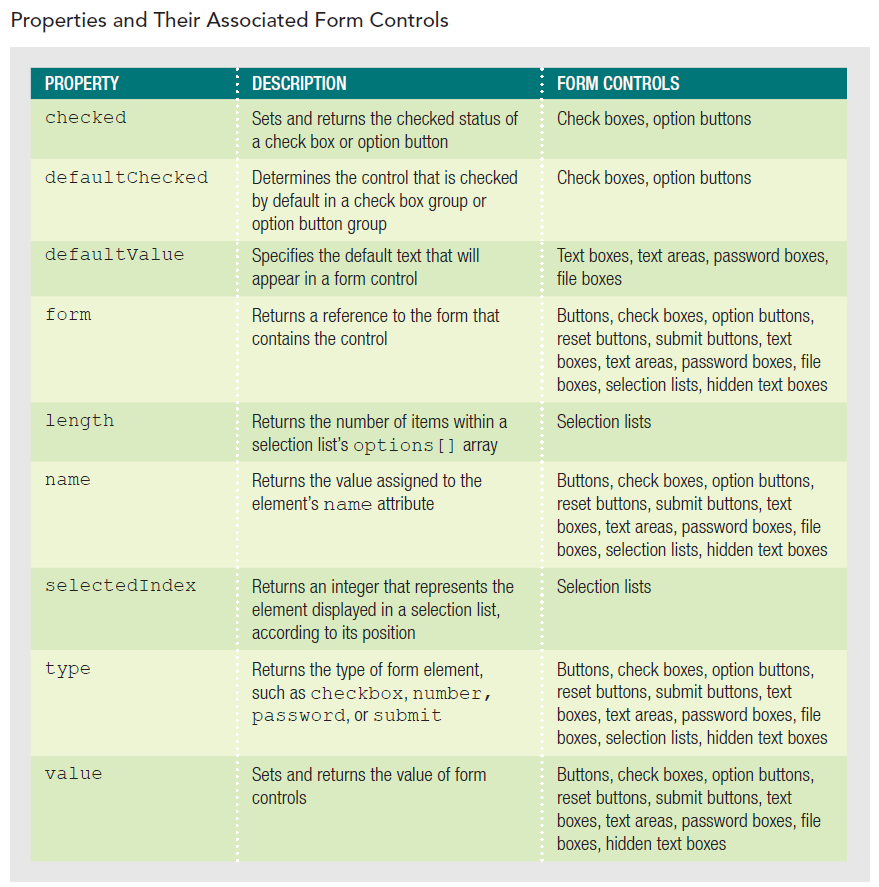 Properties and Their Associated Form Controls
PROPERTY DESCRIPTION FORM CONTROLS
checked Sets and returns the checked status of Check boxes, option buttons
a check box or option button
defaultChecked Determines the control that is checked Check boxes, option buttons
by default in a check box group or
option button group
defaultValue Specifies the default text that will Text boxes, text areas, password boxes,
appear in a form control file boxes
form Returns a reference to the form that Buttons, check boxes, option buttons,
contains the control reset buttons, submit buttons, text
boxes, text areas, password boxes, file
boxes, selection lists, hidden text boxes
length Returns the number of items within a Selection lists
selection list's options[] array
name Returns the value assigned to the Buttons, check boxes, option buttons,
element's name attribute reset buttons, submit buttons, text
boxes, text areas, password boxes, file
boxes, selection lists, hidden text boxes
selectedIndex Returns an integer that represents the Selection lists
element displayed in a selection list,
according to its position
type Returns the type of form element, Buttons, check boxes, option buttons,
such as checkbox, number, reset buttons, submit buttons, text
password, or submit boxes, text areas, password boxes, file
boxes, selection lists, hidden text boxes
value Sets and returns the value of form Buttons, check boxes, option buttons,
controls reset buttons, submit buttons, text
boxes, text areas, password boxes, file
boxes, hidden text boxes